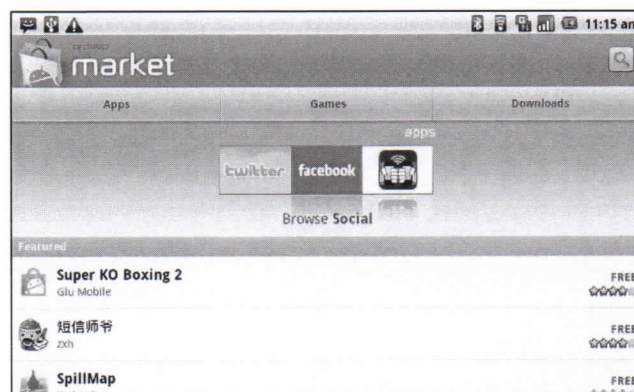 11:15 am
market
Apps Games Downloads
apps
twitter facebook
Browse Social
Featured
Super KO Boxing 2
FREE
Glu Mobile
短信师爷
FREE
zxh
SpillMap
FREE